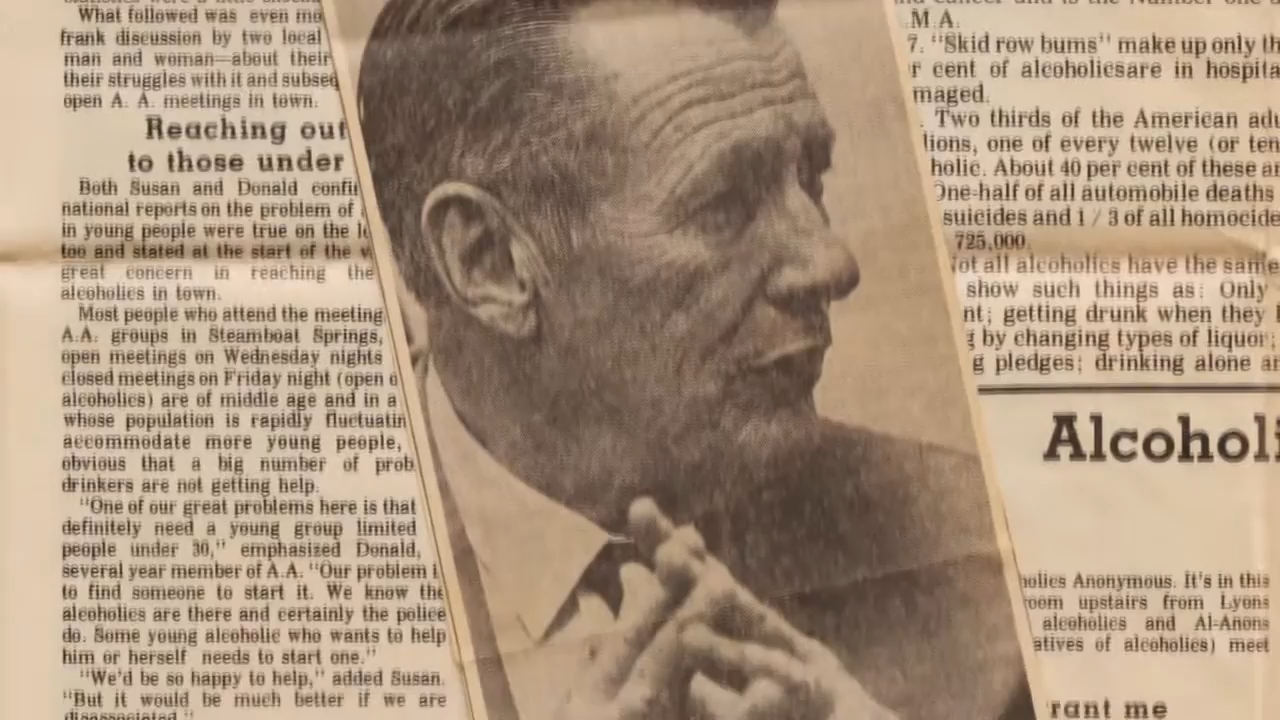 What followed was even mo
frank discussion by two local
man and woman—about their
their struggles with it and subseq
open A. A. meetings in town.
Reaching out
to those under
Both Susan and Donald confi
national reports on the problem of
in young people were true on the l
too and stated at the start of the
great concern in reaching the
alcoholics in town.
Most people who attend the meeting
A.A. groups in Steamboat Springs,
open meetings on Wednesday nights
closed meetings on Friday night (open
alcoholics) are of middle age and in a
whose population is rapidly fluctuatin
accommodate more young people,
obvious that a big number of prob
drinkers are not getting help.
"One of our great problems here is that
definitely need a young group limited
people under 30," emphasized Donald,
several year member of A.A. "Our problem i
to find someone to start it. We know the
alcoholics are there and certainly the police
do. Some young alcoholic who wants to help
him or herself needs to start one."
"We'd be so happy to help," added Susan.
"But it would be much better if we are
disassociated."
M.A.
7. "Skid row bums" make up only th
r cent of alcoholicsare in hospita
maged.
. Two thirds of the American adu
lions, one of every twelve (or ten
holic. About 40 per cent of these ar
One-half of all automobile deaths
suicides and 1 / 3 of all homocide
725,000.
Not all alcoholics have the same
show such things as: Only
nt; getting drunk when they
g by changing types of liquor;
g pledges; drinking alone an
Alcoholi
holics Anonymous. It's in this
room upstairs from Lyons
alcoholics and Al-Anons
atives of alcoholics) meet
rant me